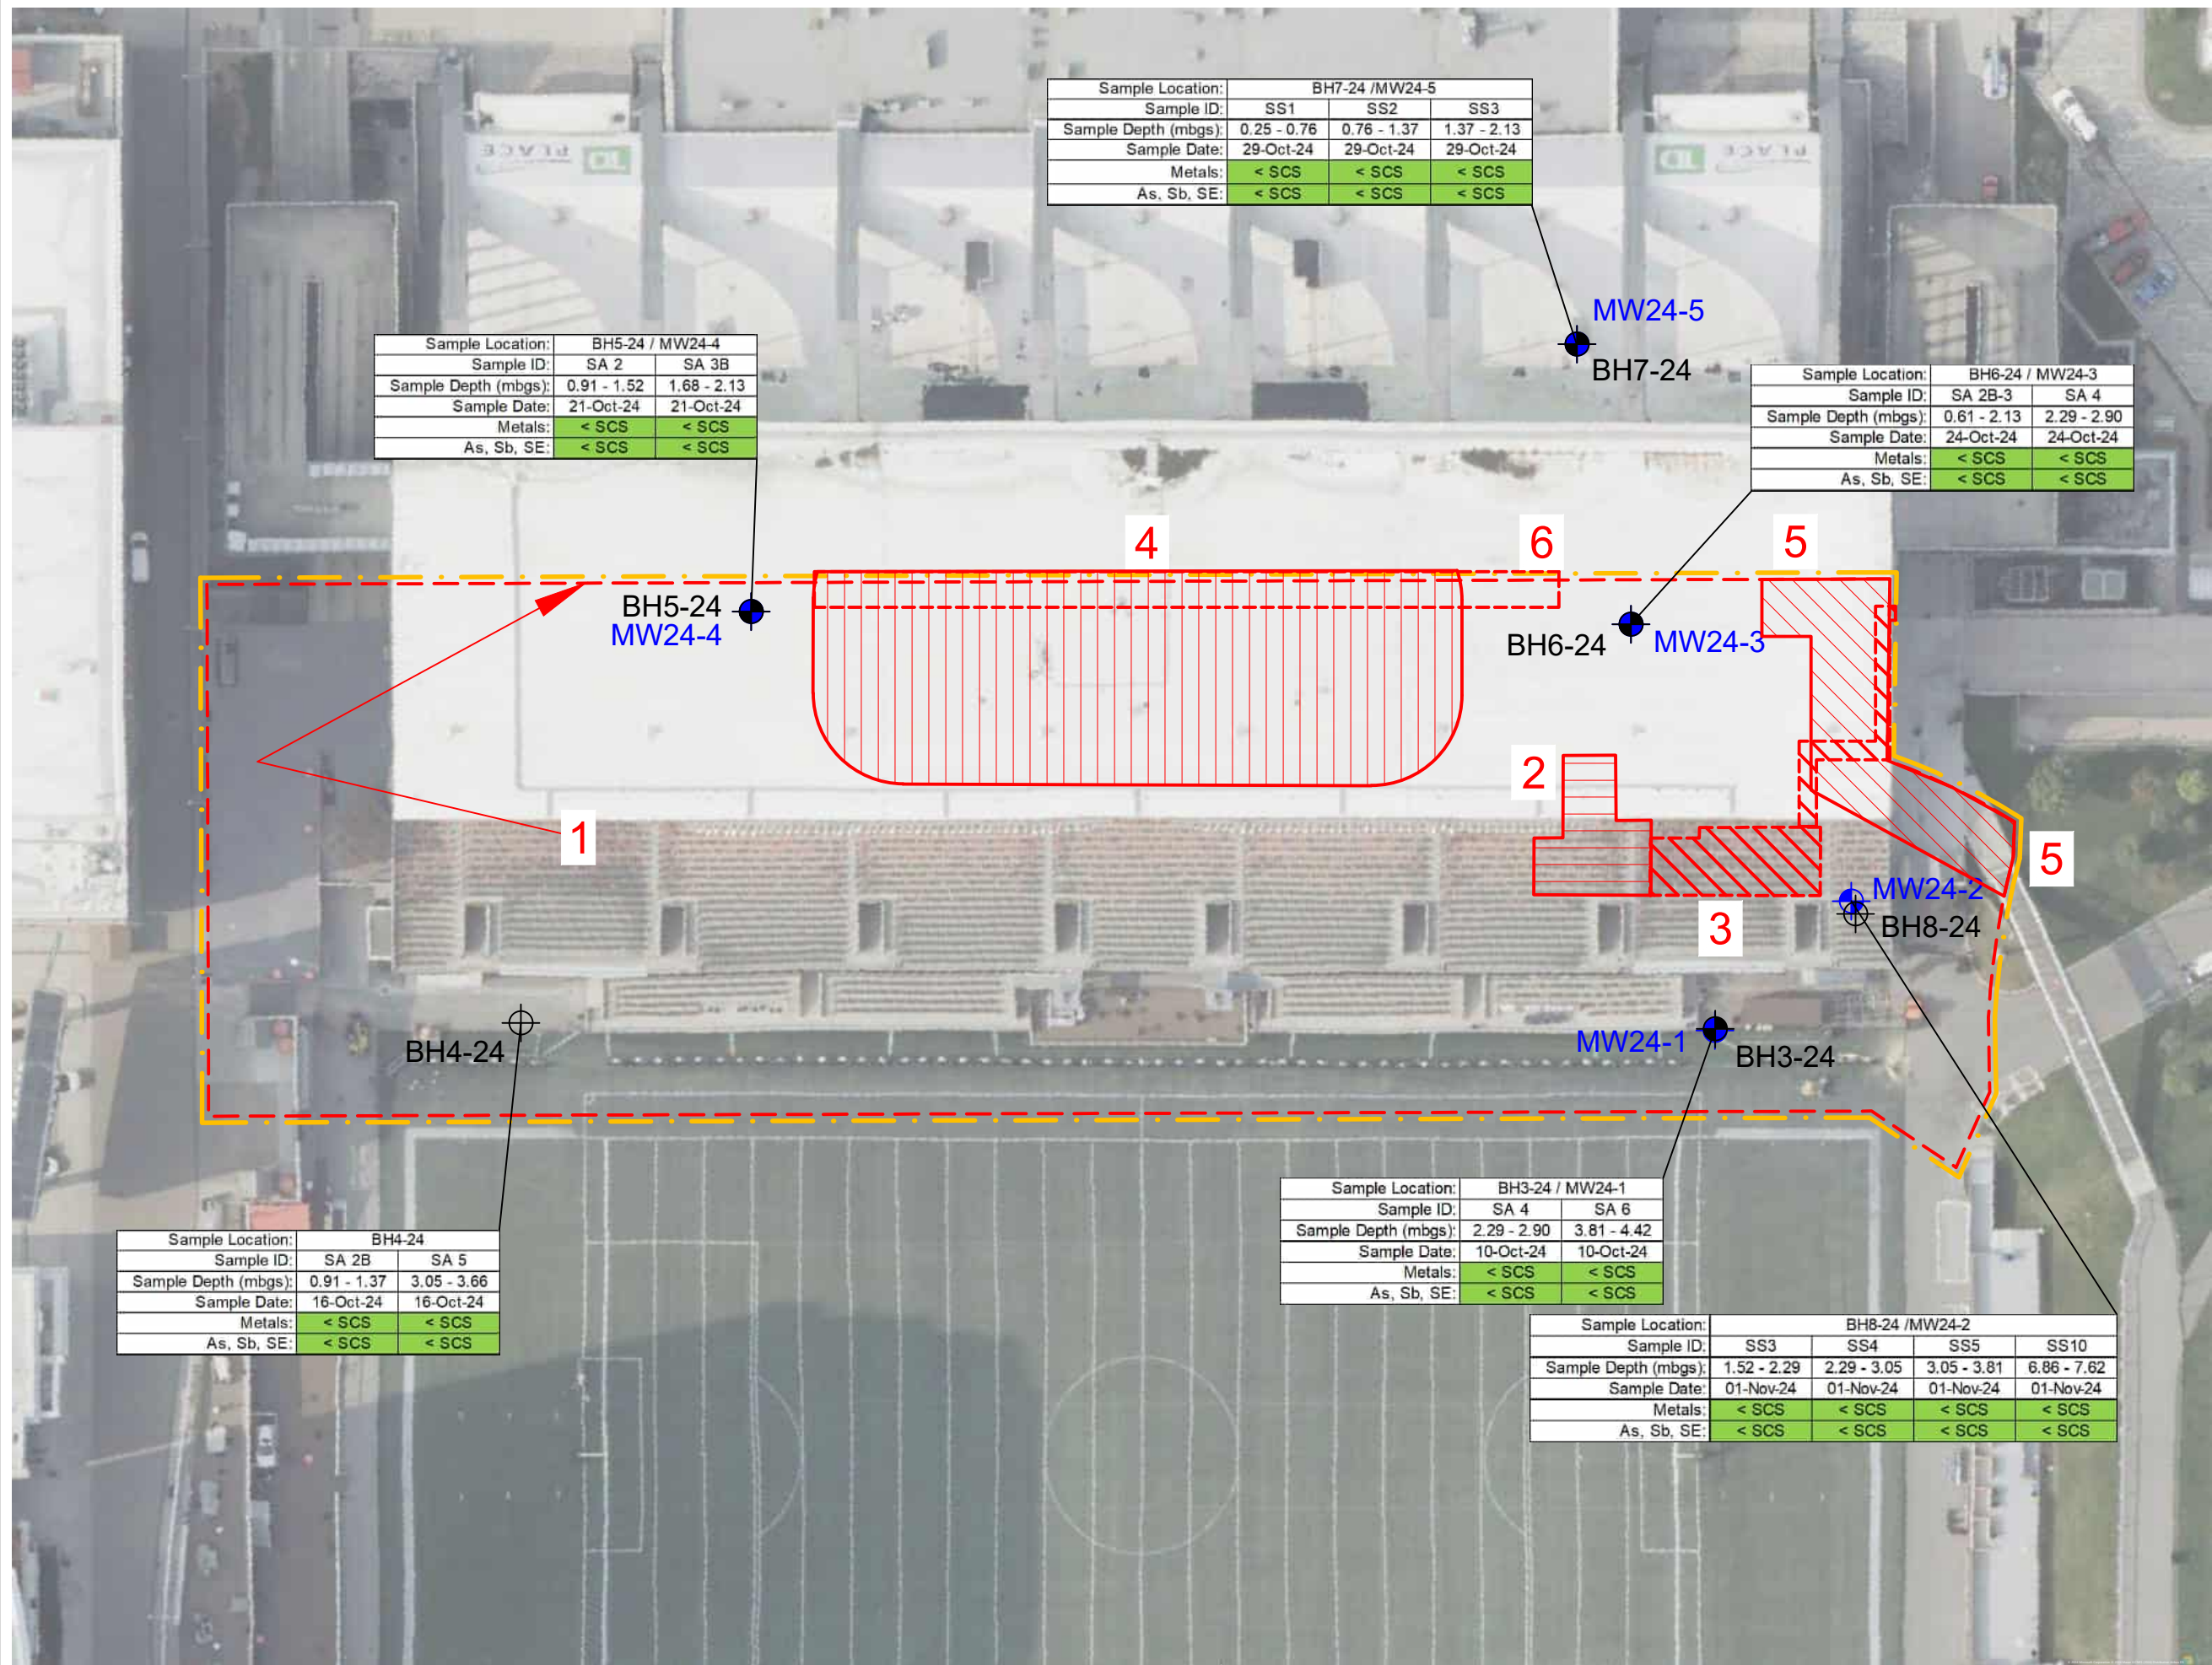 Sample Location: BH7-24 /MW24-5
Sample ID: SS1 SS2 SS3
Sample Depth (mbgs): 0.25 - 0.76 0.76 - 1.37 1.37 - 2.13
Sample Date: 29-Oct-24 29-Oct-24 29-Oct-24
Metals: < SCS < SCS < SCS
As, Sb, SE: < SCS < SCS < SCS
PLACE TD
TD PLACE
MW24-5
BH7-24
Sample Location: BH5-24 / MW24-4
Sample ID: SA 2 SA 3B
Sample Depth (mbgs): 0.91 - 1.52 1.68 - 2.13
Sample Date: 21-Oct-24 21-Oct-24
Metals: < SCS < SCS
As, Sb, SE: < SCS < SCS
Sample Location: BH6-24 / MW24-3
Sample ID: SA 2B-3 SA 4
Sample Depth (mbgs): 0.61 - 2.13 2.29 - 2.90
Sample Date: 24-Oct-24 24-Oct-24
Metals: < SCS < SCS
As, Sb, SE: < SCS < SCS
4
6
5
BH5-24
MW24-4
BH6-24
MW24-3
2
1
5
3
MW24-2
BH8-24
BH4-24
MW24-1
BH3-24
Sample Location: BH3-24 / MW24-1
Sample ID: SA 4 SA 6
Sample Depth (mbgs): 2.29 - 2.90 3.81 - 4.42
Sample Date: 10-Oct-24 10-Oct-24
Metals: < SCS < SCS
As, Sb, SE: < SCS < SCS
Sample Location: BH4-24
Sample ID: SA 2B SA 5
Sample Depth (mbgs): 0.91 - 1.37 3.05 - 3.66
Sample Date: 16-Oct-24 16-Oct-24
Metals: < SCS < SCS
As, Sb, SE: < SCS < SCS
Sample Location: BH8-24 /MW24-2
Sample ID: SS3 SS4 SS5 SS10
Sample Depth (mbgs): 1.52 - 2.29 2.29 - 3.05 3.05 - 3.81 6.86 - 7.62
Sample Date: 01-Nov-24 01-Nov-24 01-Nov-24 01-Nov-24
Metals: < SCS < SCS < SCS < SCS
As, Sb, SE: < SCS < SCS < SCS < SCS